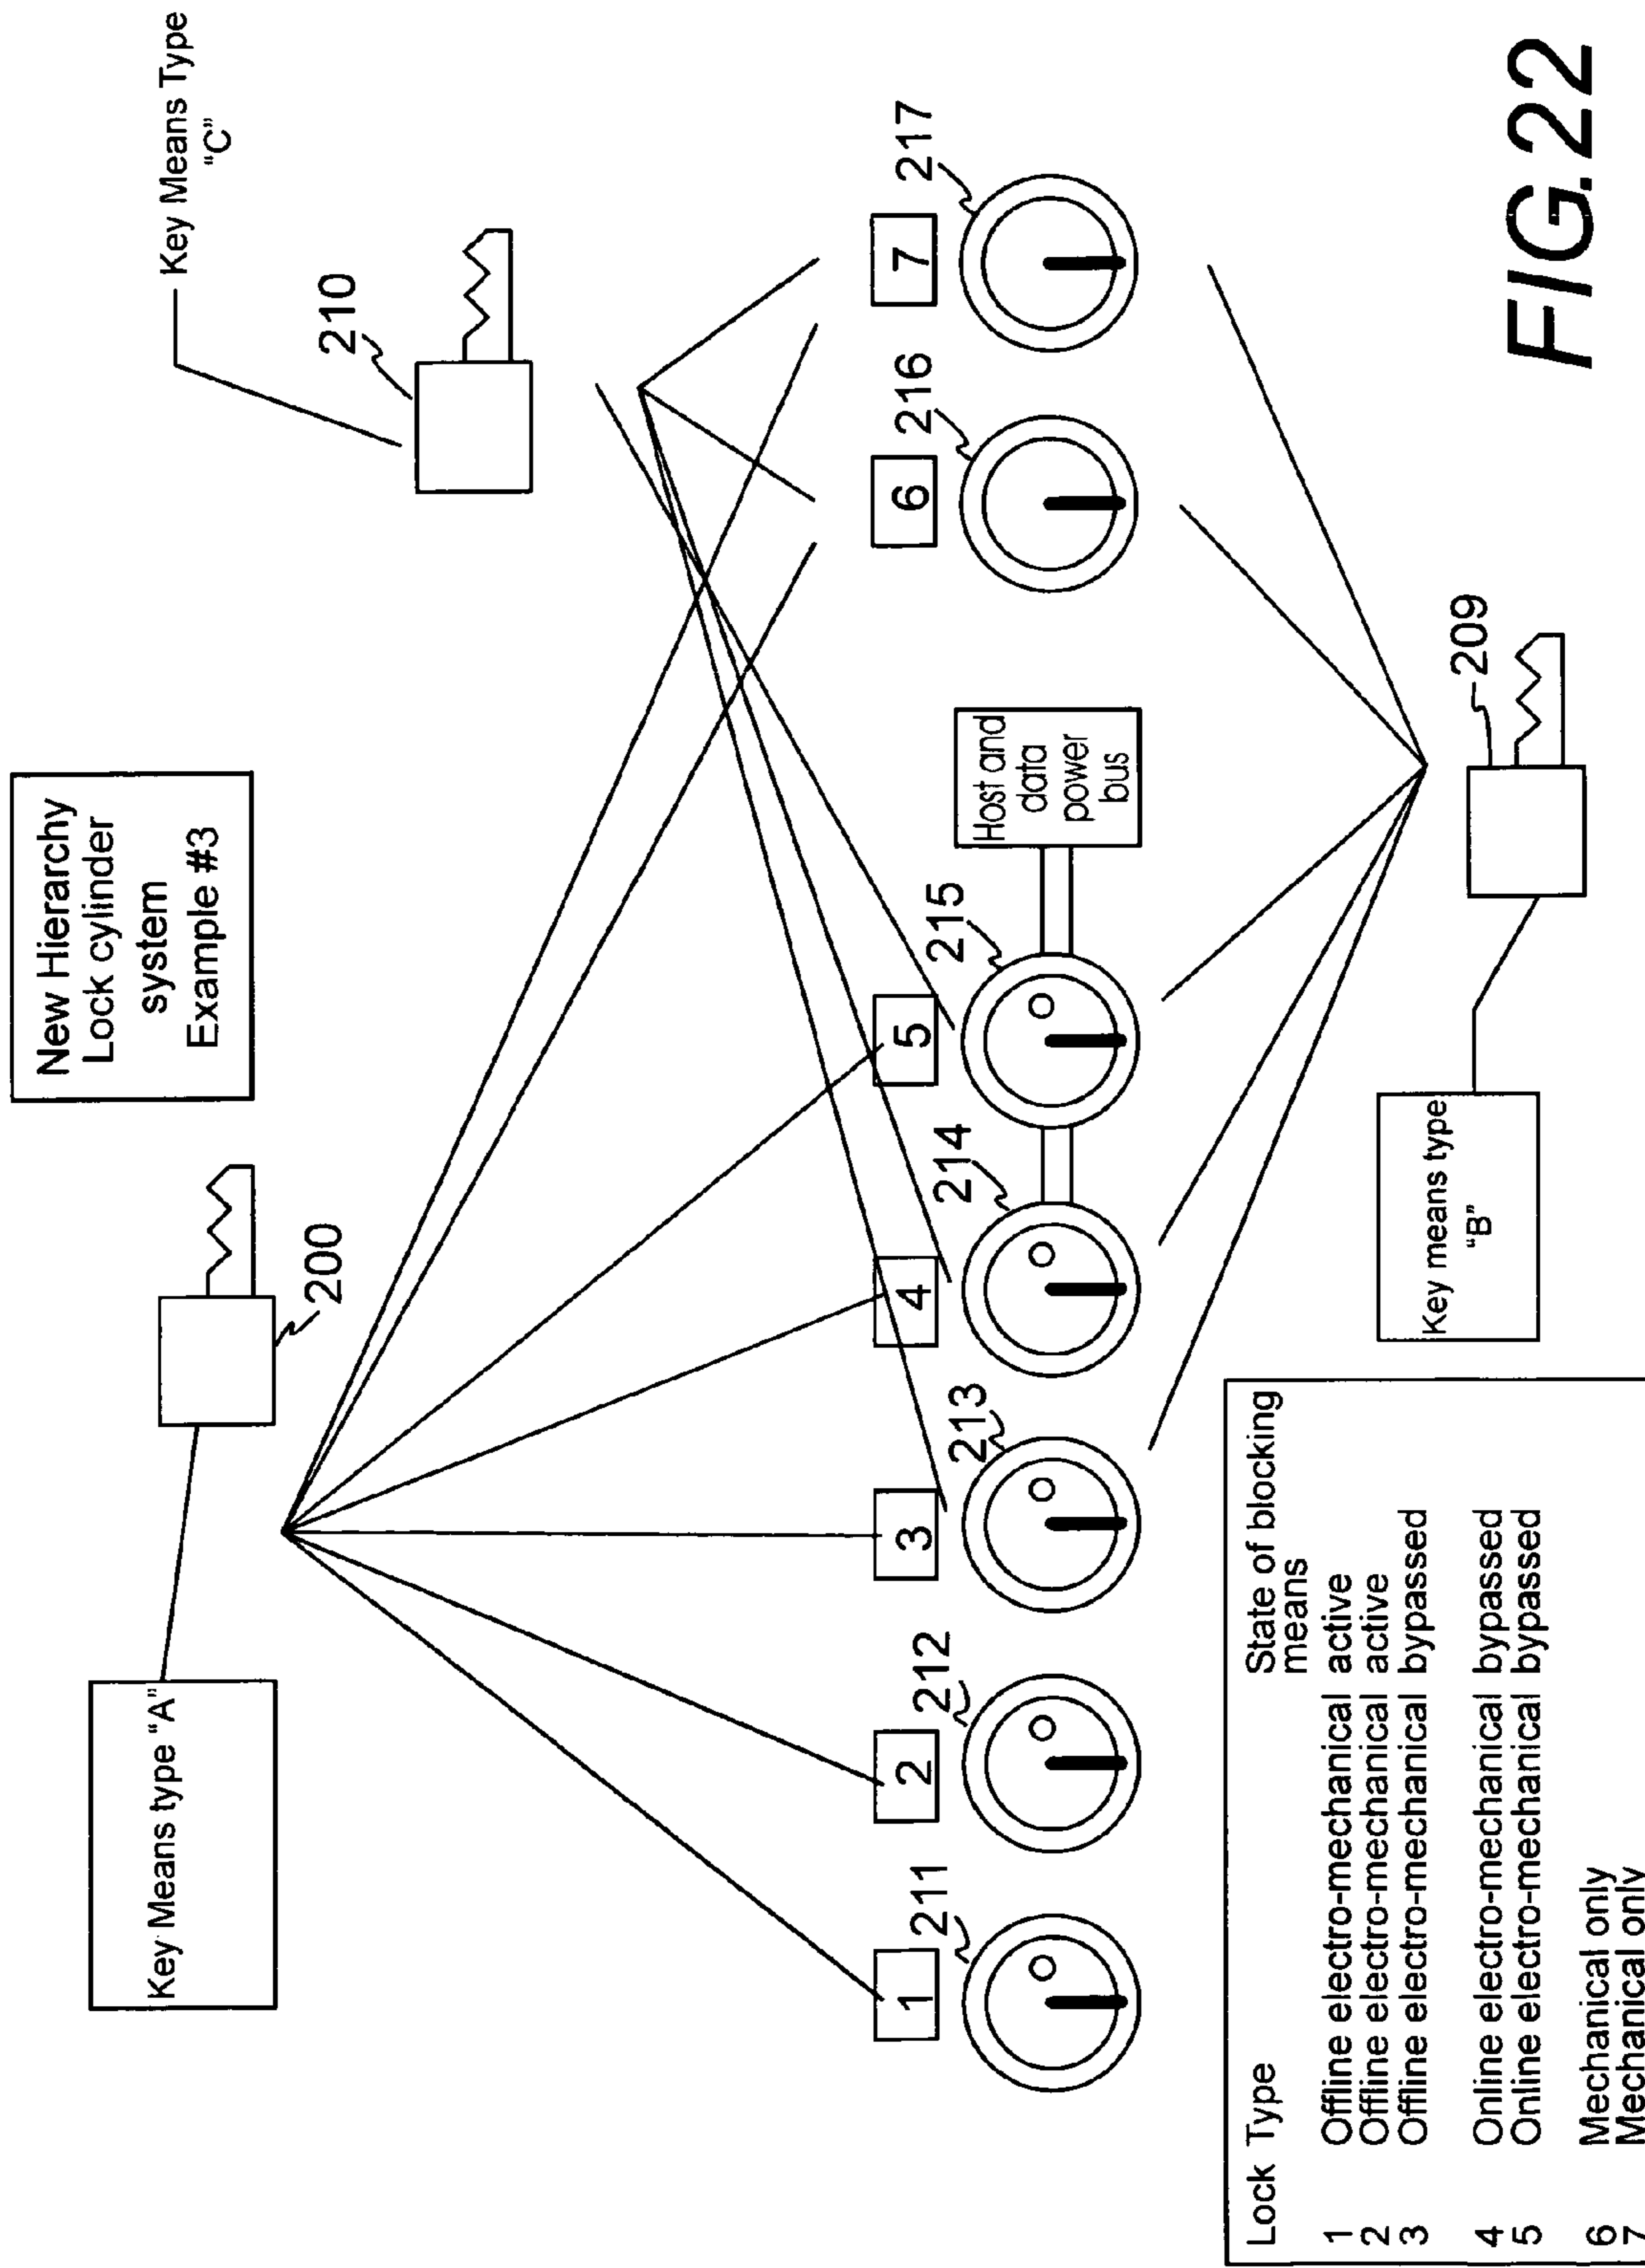 New Hierarchy
Lock cylinder
system
Example #3
Key Means type "A"
200
Key Means Type
"C"
210
1
2
3
4
5
6
7
211
212
213
214
215
216
217
Host and
data
power
bus
209
Key means type
"B"
Lock Type State of blocking
means
1 Offline electro-mechanical active
2 Offline electro-mechanical active
3 Offline electro-mechanical bypassed
4 Online electro-mechanical bypassed
5 Online electro-mechanical bypassed
6 Mechanical only
7 Mechanical only
FIG.22